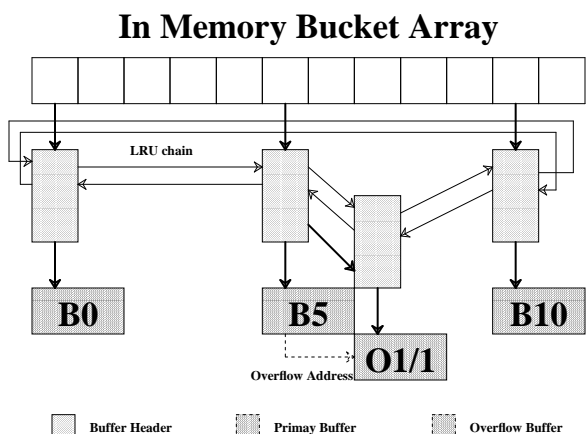 In Memory Bucket Array
LRU chain
B0
B5
B10
O1/1
Overflow Address
Buffer Header
Primay Buffer
Overflow Buffer